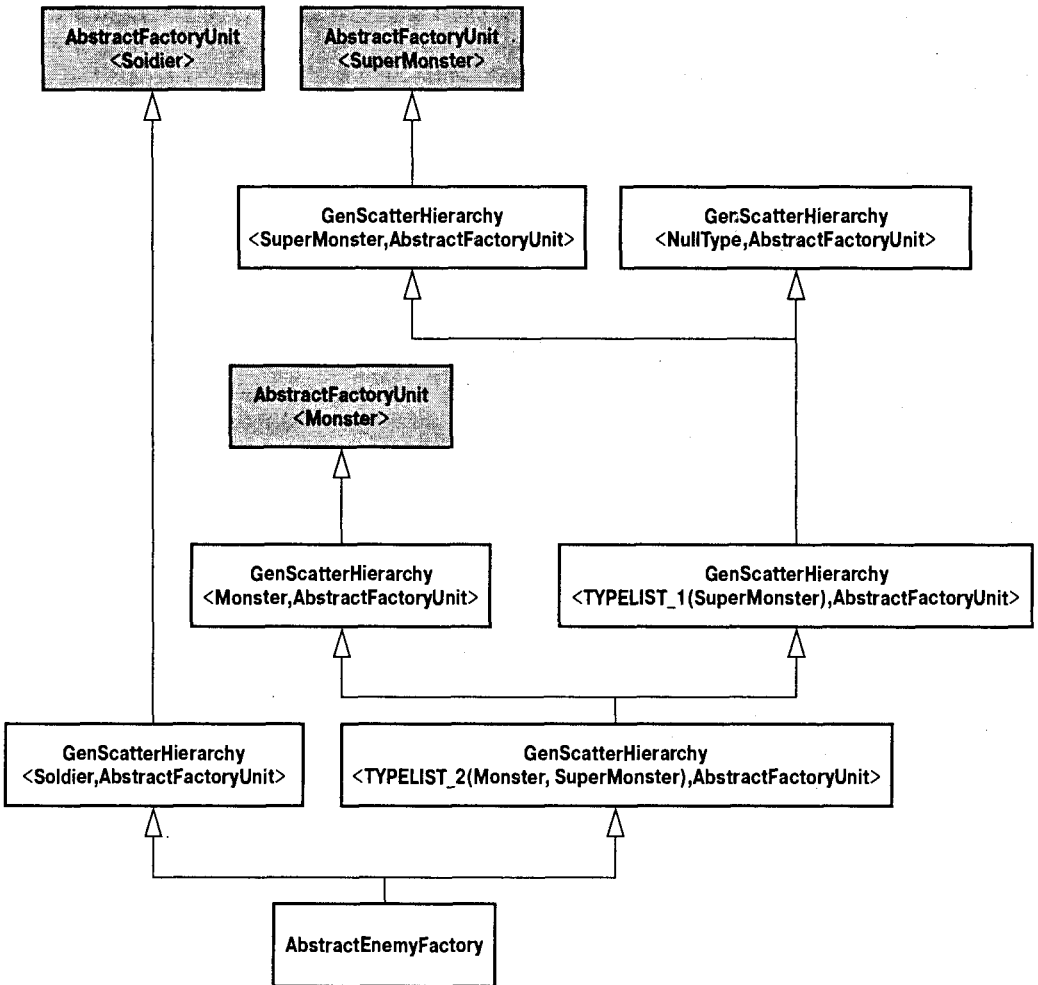 AbstractFactoryUnit
<Soldier>
AbstractFactoryUnit
<SuperMonster>
GenScatterHierarchy
<SuperMonster,AbstractFactoryUnit>
GenScatterHierarchy
<NullType,AbstractFactoryUnit>
AbstractFactoryUnit
<Monster>
GenScatterHierarchy
<Monster,AbstractFactoryUnit>
GenScatterHierarchy
<TYPELIST_1(SuperMonster),AbstractFactoryUnit>
GenScatterHierarchy
<Soldier,AbstractFactoryUnit>
GenScatterHierarchy
<TYPELIST_2(Monster, SuperMonster),AbstractFactoryUnit>
AbstractEnemyFactory